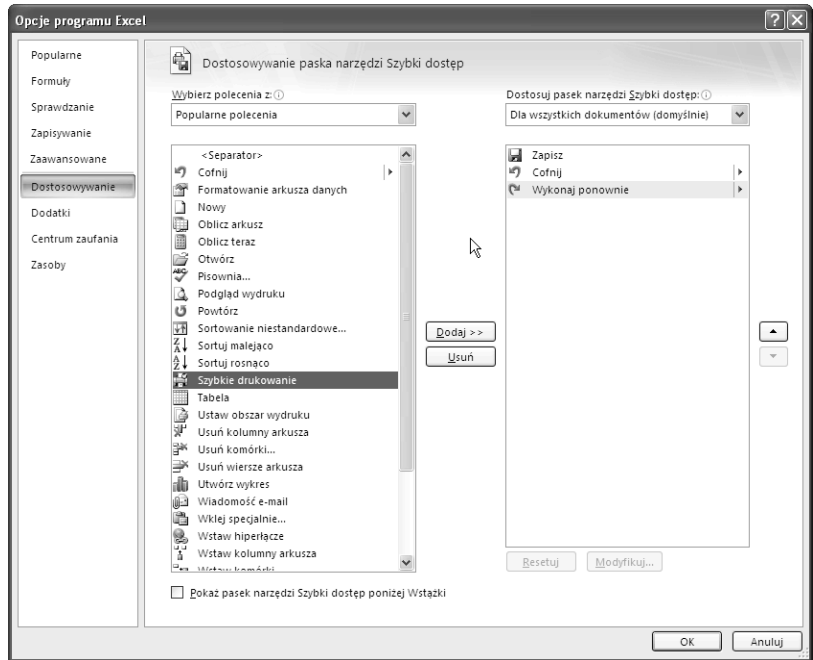 Opcje programu Excel
Popularne
Formuły
Sprawdzanie
Zapisywanie
Zaawansowane
Dostosowywanie
Dodatki
Centrum zaufania
Zasoby
Dostosowywanie paska narzędzi Szybki dostęp
Wybierz polecenia z:
Popularne polecenia
<Separator>
Cofnij
Formatowanie arkusza danych
Nowy
Oblicz arkusz
Oblicz teraz
Otwórz
Pisownia...
Podgląd wydruku
Powtórz
Sortowanie niestandardowe...
Sortuj malejąco
Sortuj rosnąco
Szybkie drukowanie
Tabela
Ustaw obszar wydruku
Usuń kolumny arkusza
Usuń komórki...
Usuń wiersze arkusza
Utwórz wykres
Wiadomość e-mail
Wklej specjalnie...
Wstaw hiperłącze
Wstaw kolumny arkusza
Wstaw komórki
Pokaż pasek narzędzi Szybki dostęp poniżej Wstążki
Dodaj >>
Usuń
Dostosuj pasek narzędzi Szybki dostęp:
Dla wszystkich dokumentów (domyślnie)
Zapisz
Cofnij
Wykonaj ponownie
Resetuj
Modyfikuj...
OK
Anuluj